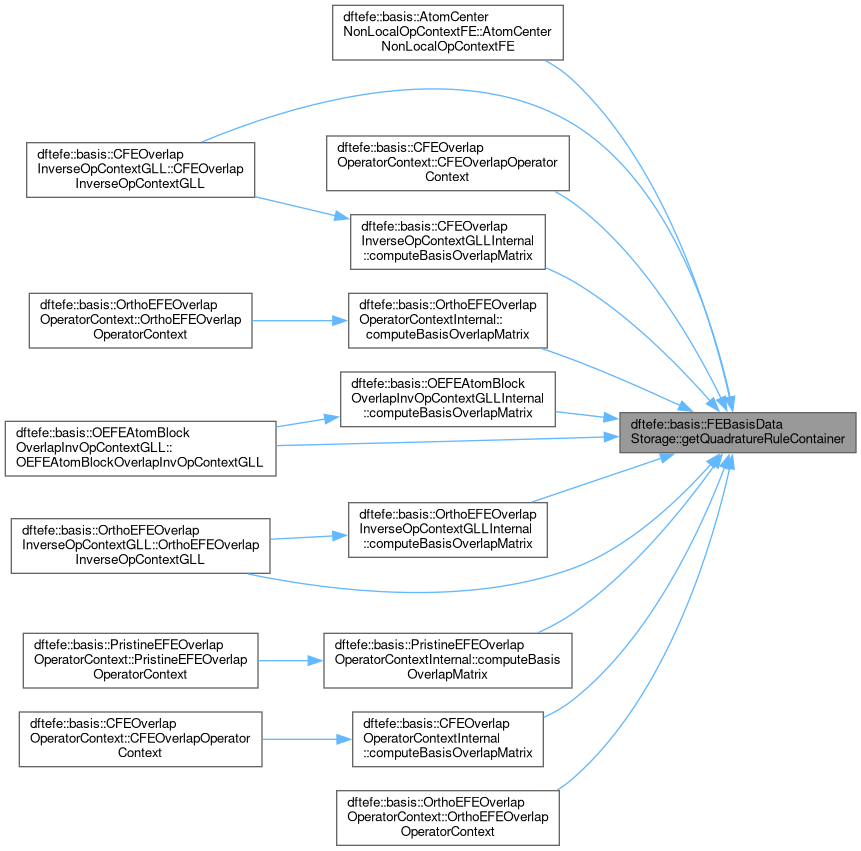 dftefe::basis::AtomCenter
NonLocalOpContextFE::AtomCenter
NonLocalOpContextFE
dftefe::basis::CFEOverlap
InverseOpContextGLL::CFEOverlap
InverseOpContextGLL
dftefe::basis::CFEOverlap
OperatorContext::CFEOverlapOperator
Context
dftefe::basis::CFEOverlap
InverseOpContextGLLInternal
::computeBasisOverlapMatrix
dftefe::basis::OrthoEFEOverlap
OperatorContext::OrthoEFEOverlap
OperatorContext
dftefe::basis::OrthoEFEOverlap
OperatorContextInternal::
computeBasisOverlapMatrix
dftefe::basis::OEFEAtomBlock
OverlapInvOpContextGLLInternal
::computeBasisOverlapMatrix
dftefe::basis::FEBasisData
Storage::getQuadratureRuleContainer
dftefe::basis::OEFEAtomBlock
OverlapInvOpContextGLL::
OEFEAtomBlockOverlapInvOpContextGLL
dftefe::basis::OrthoEFEOverlap
InverseOpContextGLLInternal
::computeBasisOverlapMatrix
dftefe::basis::OrthoEFEOverlap
InverseOpContextGLL::OrthoEFEOverlap
InverseOpContextGLL
dftefe::basis::PristineEFEOverlap
OperatorContext::PristineEFEOverlap
OperatorContext
dftefe::basis::PristineEFEOverlap
OperatorContextInternal::computeBasis
OverlapMatrix
dftefe::basis::CFEOverlap
OperatorContext::CFEOverlapOperator
Context
dftefe::basis::CFEOverlap
OperatorContextInternal
::computeBasisOverlapMatrix
dftefe::basis::OrthoEFEOverlap
OperatorContext::OrthoEFEOverlap
OperatorContext